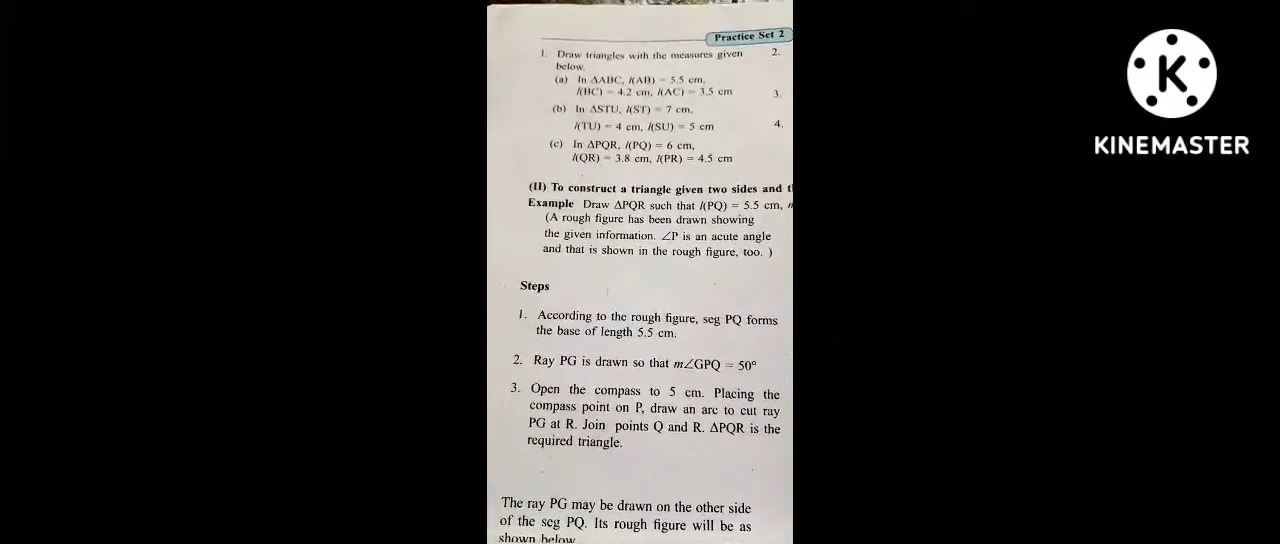 Practice Set 2
1. Draw triangles with the measures given
below.
2.
(a) In ΔABC, l(AB) = 5.5 cm,
l(BC) = 4.2 cm, l(AC) = 3.5 cm
3.
(b) In ΔSTU, l(ST) = 7 cm,
l(TU) = 4 cm, l(SU) = 5 cm
4.
(c) In ΔPQR, l(PQ) = 6 cm,
l(QR) = 3.8 cm, l(PR) = 4.5 cm
(II) To construct a triangle given two sides and
Example Draw ΔPQR such that l(PQ) = 5.5 cm,
(A rough figure has been drawn showing
the given information. ∠P is an acute angle
and that is shown in the rough figure, too. )
Steps
1. According to the rough figure, seg PQ forms
the base of length 5.5 cm.
2. Ray PG is drawn so that m∠GPQ = 50°
3. Open the compass to 5 cm. Placing the
compass point on P, draw an arc to cut ray
PG at R. Join points Q and R. ΔPQR is the
required triangle.
The ray PG may be drawn on the other side
of the seg PQ. Its rough figure will be as
shown below
K
KINEMASTER